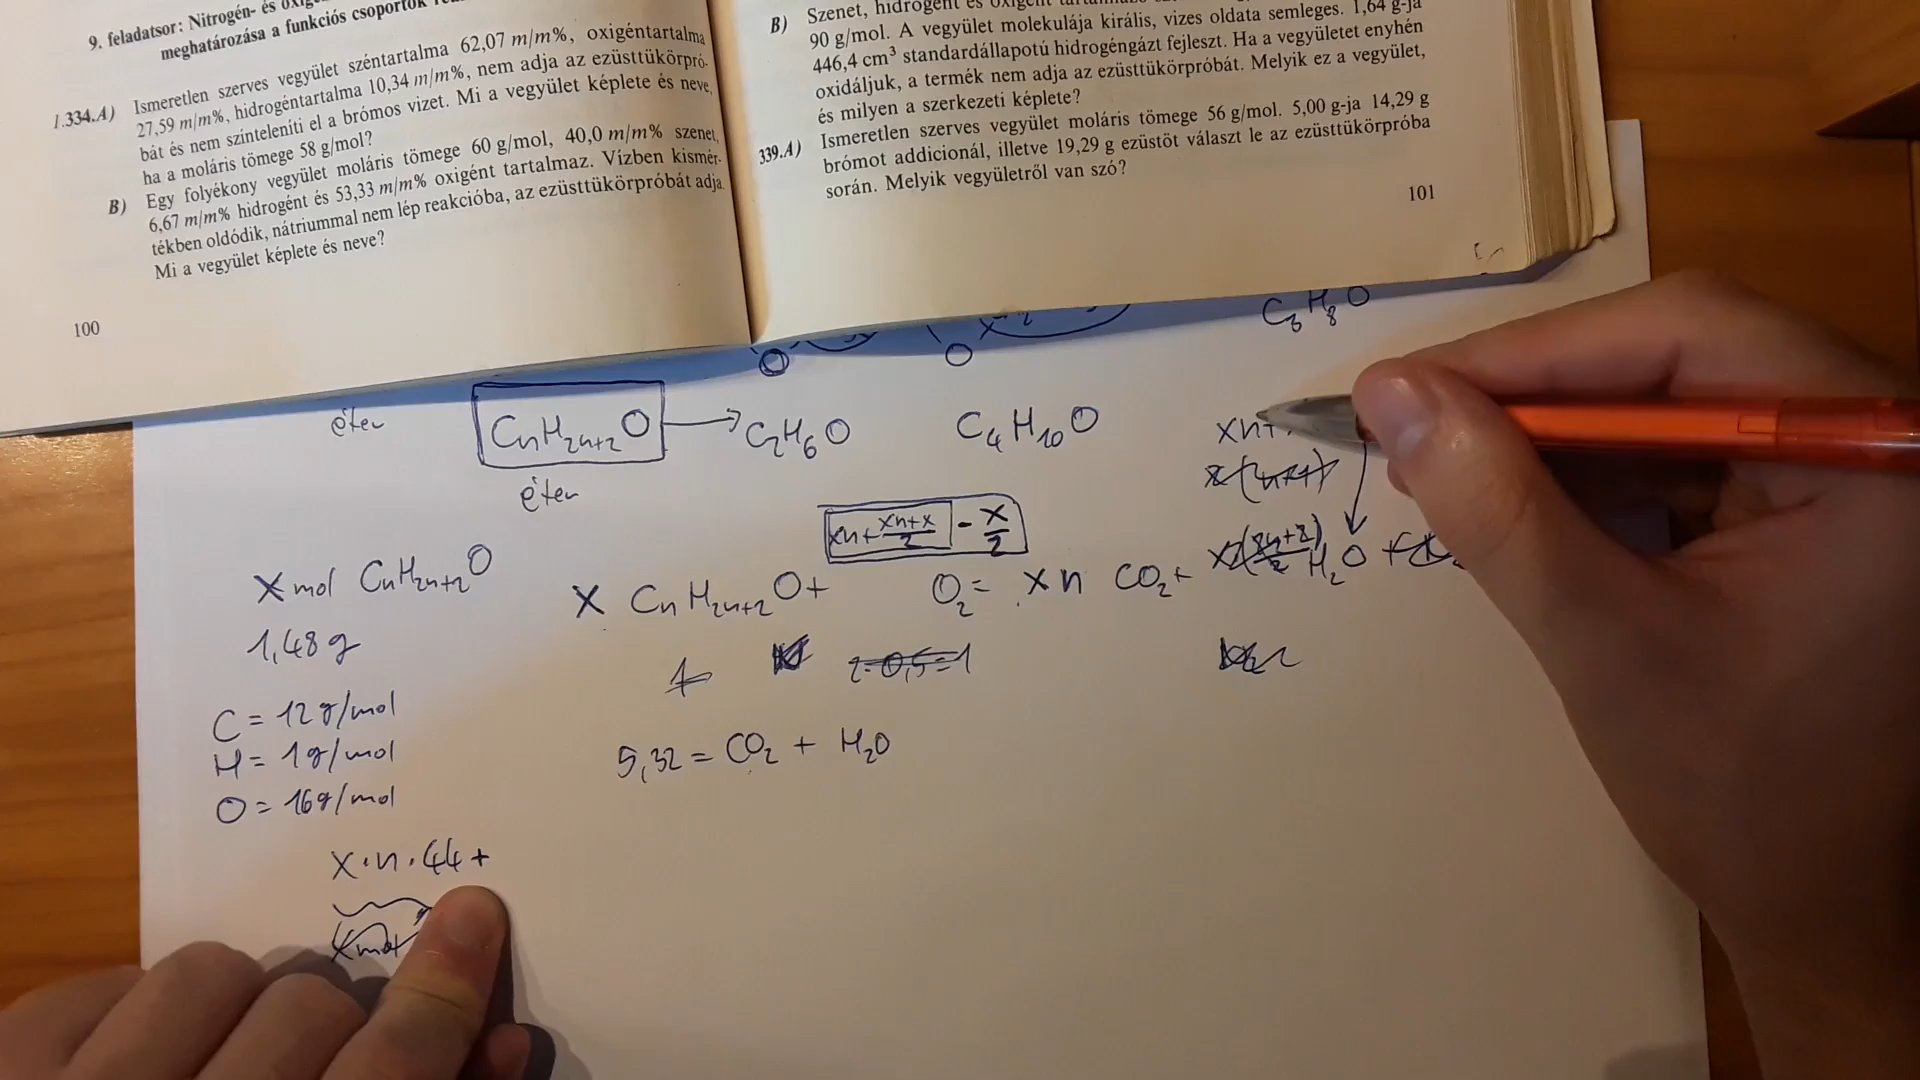 9. feladatsor: Nitrogén- és
meghatározása a funkciós csoportok
1.334.A) Ismeretlen szerves vegyület széntartalma 62,07 m/m%, oxigéntartalma
27,59 m/m%, hidrogéntartalma 10,34 m/m%, nem adja az ezüsttükörpró-
bát és nem színteleníti el a brómos vizet. Mi a vegyület képlete és neve,
ha a moláris tömege 58 g/mol?
B) Egy folyékony vegyület moláris tömege 60 g/mol, 40,0 m/m% szenet,
6,67 m/m% hidrogént és 53,33 m/m% oxigént tartalmaz. Vízben kismér-
tékben oldódik, nátriummal nem lép reakcióba, az ezüsttükörpróbát adja.
Mi a vegyület képlete és neve?
100
B) Szenet, hidrogént és oxigént
90 g/mol. A vegyület molekulája királis, vizes oldata semleges. 1,64 g-ja
446,4 cm³ standardállapotú hidrogéngázt fejleszt. Ha a vegyületet enyhén
oxidáljuk, a termék nem adja az ezüsttükörpróbát. Melyik ez a vegyület,
és milyen a szerkezeti képlete?
339.A) Ismeretlen szerves vegyület moláris tömege 56 g/mol. 5,00 g-ja 14,29 g
brómot addicionál, illetve 19,29 g ezüstöt választ le az ezüsttükörpróba
során. Melyik vegyületről van szó?
101
C₃H₈O
O O
éter CₙH₂ₙ₊₂O → C₂H₆O C₄H₁₀O xn+
éter
xn + (xn+x)/2 - x/2
x mol CₙH₂ₙ₊₂O
x CₙH₂ₙ₊₂O + O₂ = xn CO₂ + H₂O +
1,48 g
2-0,5=1
C = 12 g/mol
H = 1 g/mol
O = 16 g/mol
5,32 = CO₂ + H₂O
x·n·44 +
x mol